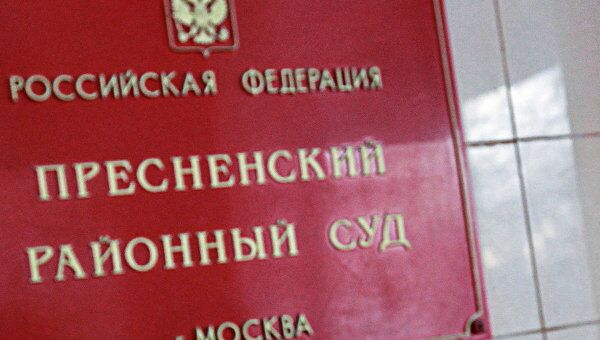 РОССИЙСКАЯ ФЕДЕРАЦИЯ
ПРЕСНЕНСКИЙ
РАЙОННЫЙ СУД
МОСКВА